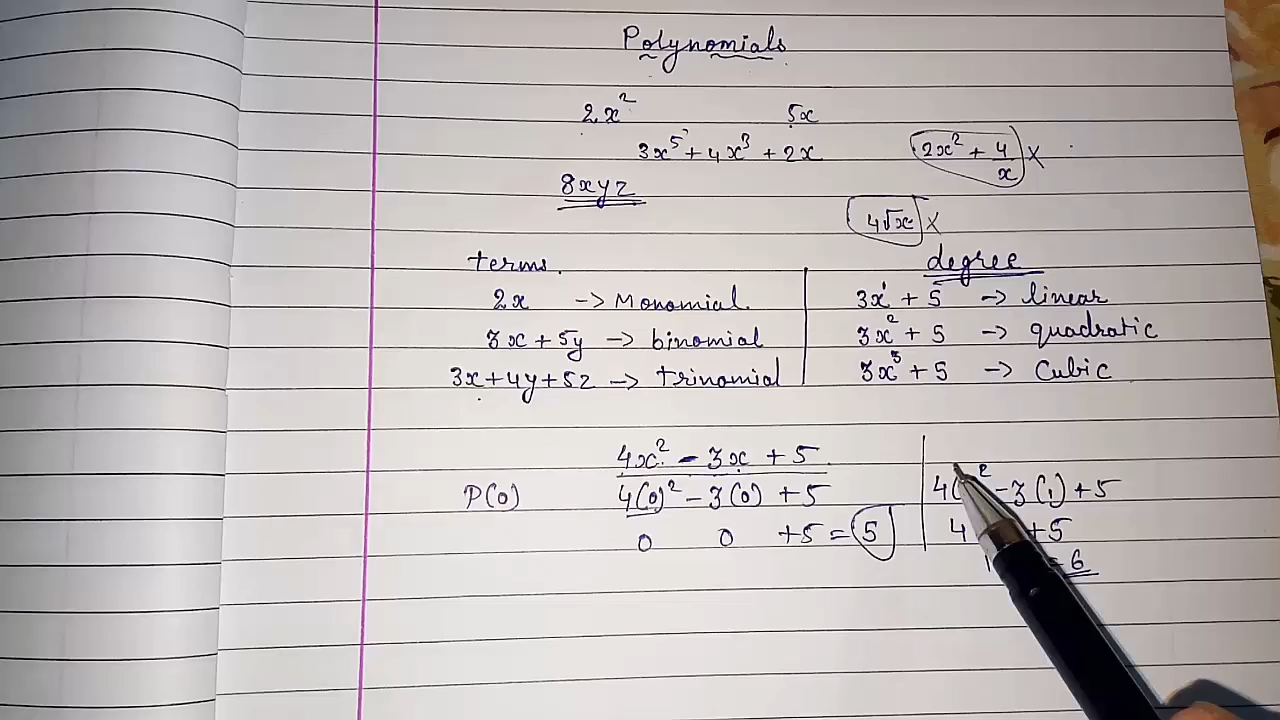 Polynomials
2x² 5x
3x⁵ + 4x³ + 2x 2x² + 4/x ×
8xyz
4√x ×
terms. degree
2x -> Monomial. 3x¹ + 5 -> linear
3x + 5y -> binomial 3x² + 5 -> quadratic
3x + 4y + 5z -> trinomial 3x³ + 5 -> Cubic
4x² - 3x + 5
P(0) 4(0)² - 3(0) + 5 4( ² - 3(1) + 5
0 0 +5 = 5 4 +5
= 6